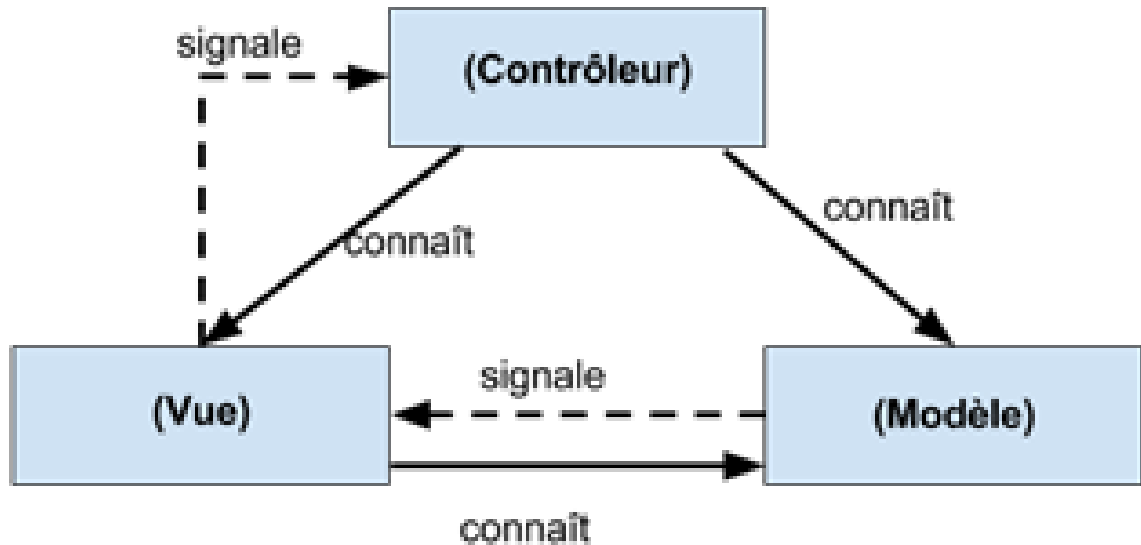 signale
(Contrôleur)
connaît
connaît
signale
(Vue)
(Modèle)
connaît